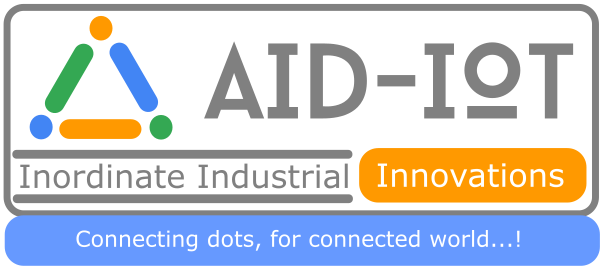 AID-IoT
Inordinate Industrial Innovations
Connecting dots, for connected world...!